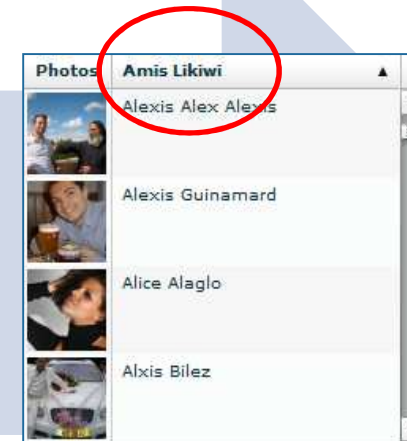 Photos Amis Likiwi ▲
Alexis Alex Alexis
Alexis Guinamard
Alice Alaglo
Alxis Bilez